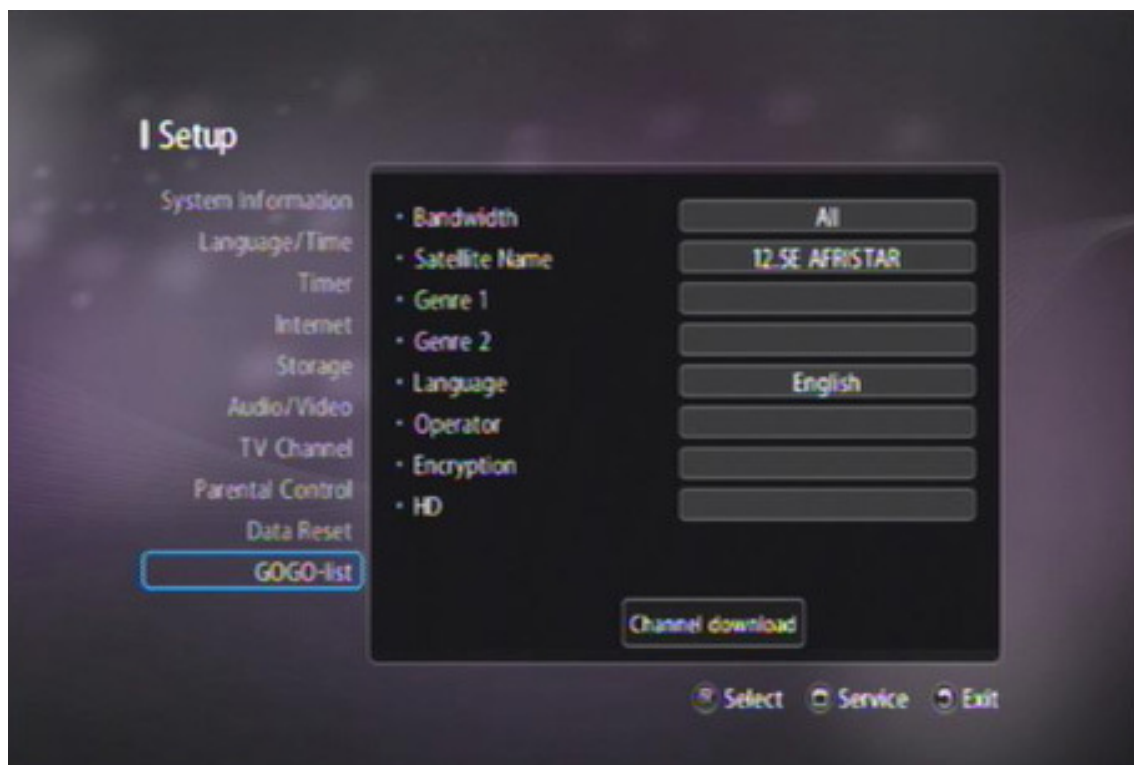 Setup
System Information
Language/Time
Timer
Internet
Storage
Audio/Video
TV Channel
Parental Control
Data Reset
GOGO-list
• Bandwidth All
• Satellite Name 12.5E AFRISTAR
• Genre 1
• Genre 2
• Language English
• Operator
• Encryption
• HD
Channel download
Select Service Exit